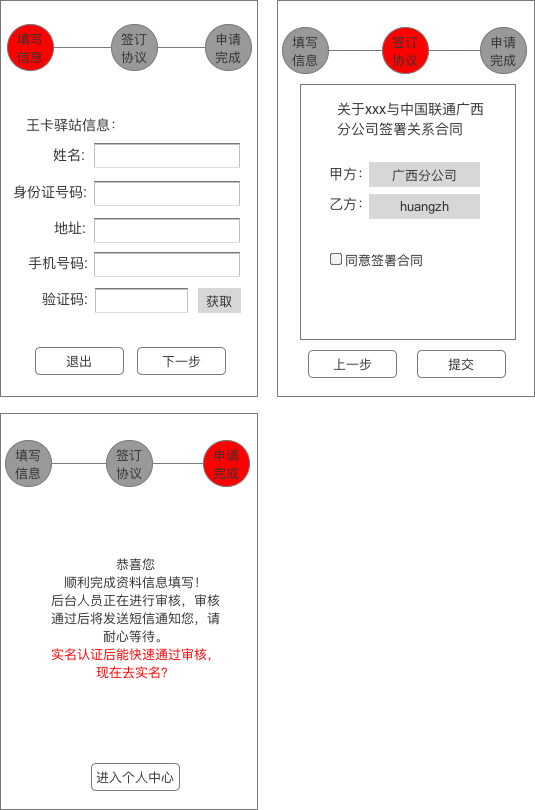 填写
信息
签订
协议
申请
完成
王卡驿站信息：
姓名：
身份证号码：
地址：
手机号码：
验证码：
获取
退出
下一步
填写
信息
签订
协议
申请
完成
关于xxx与中国联通广西
分公司签署关系合同
甲方：
广西分公司
乙方：
huangzh
同意签署合同
上一步
提交
填写
信息
签订
协议
申请
完成
恭喜您
顺利完成资料信息填写！
后台人员正在进行审核，审核
通过后将发送短信通知您，请
耐心等待。
实名认证后能快速通过审核，
现在去实名？
进入个人中心